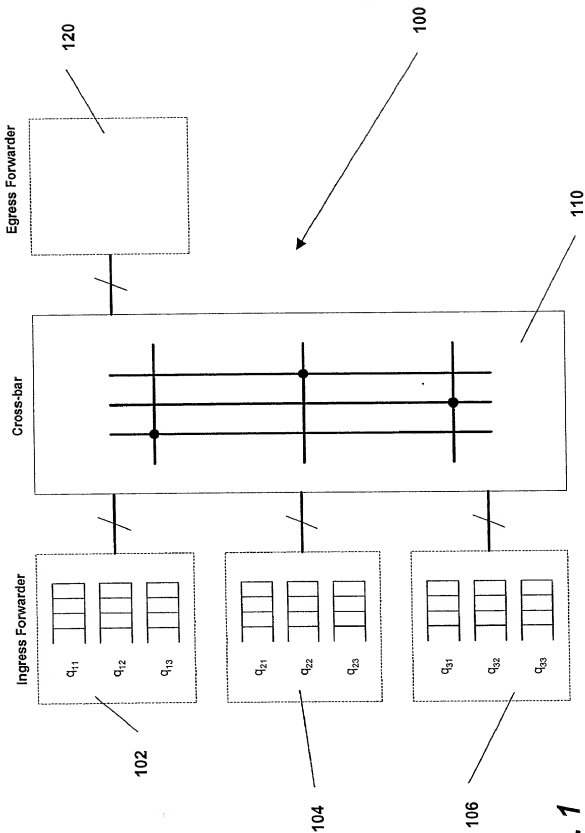 Ingress Forwarder
Cross-bar
Egress Forwarder
q11
q12
q13
q21
q22
q23
q31
q32
q33
102
104
106
110
100
120
. 1